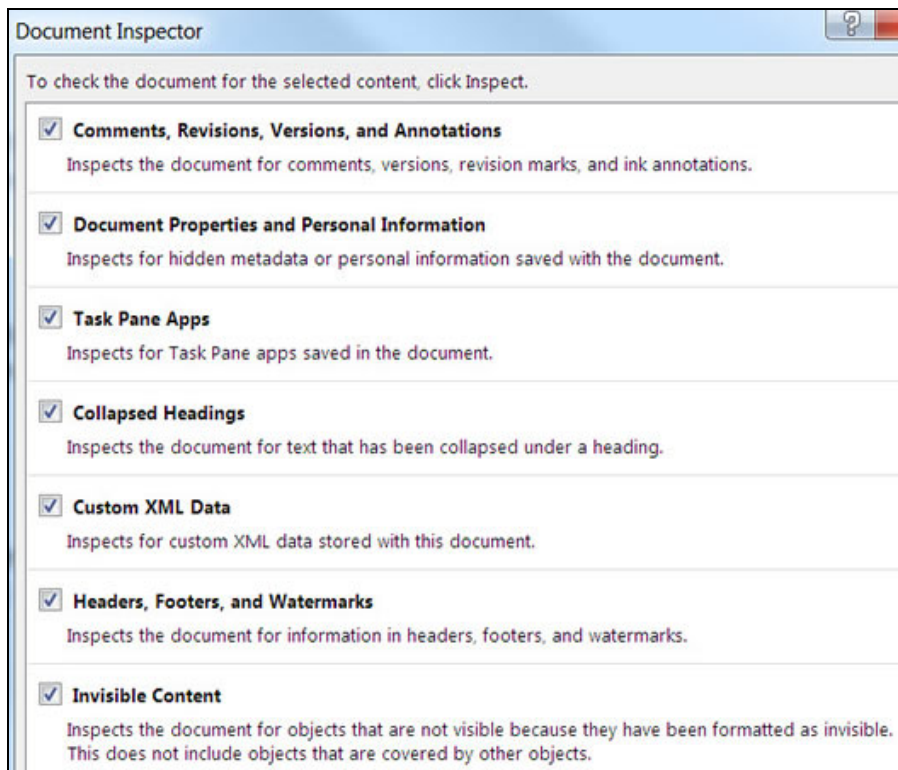 Document Inspector
?
To check the document for the selected content, click Inspect.
Comments, Revisions, Versions, and Annotations
Inspects the document for comments, versions, revision marks, and ink annotations.
Document Properties and Personal Information
Inspects for hidden metadata or personal information saved with the document.
Task Pane Apps
Inspects for Task Pane apps saved in the document.
Collapsed Headings
Inspects the document for text that has been collapsed under a heading.
Custom XML Data
Inspects for custom XML data stored with this document.
Headers, Footers, and Watermarks
Inspects the document for information in headers, footers, and watermarks.
Invisible Content
Inspects the document for objects that are not visible because they have been formatted as invisible.
This does not include objects that are covered by other objects.